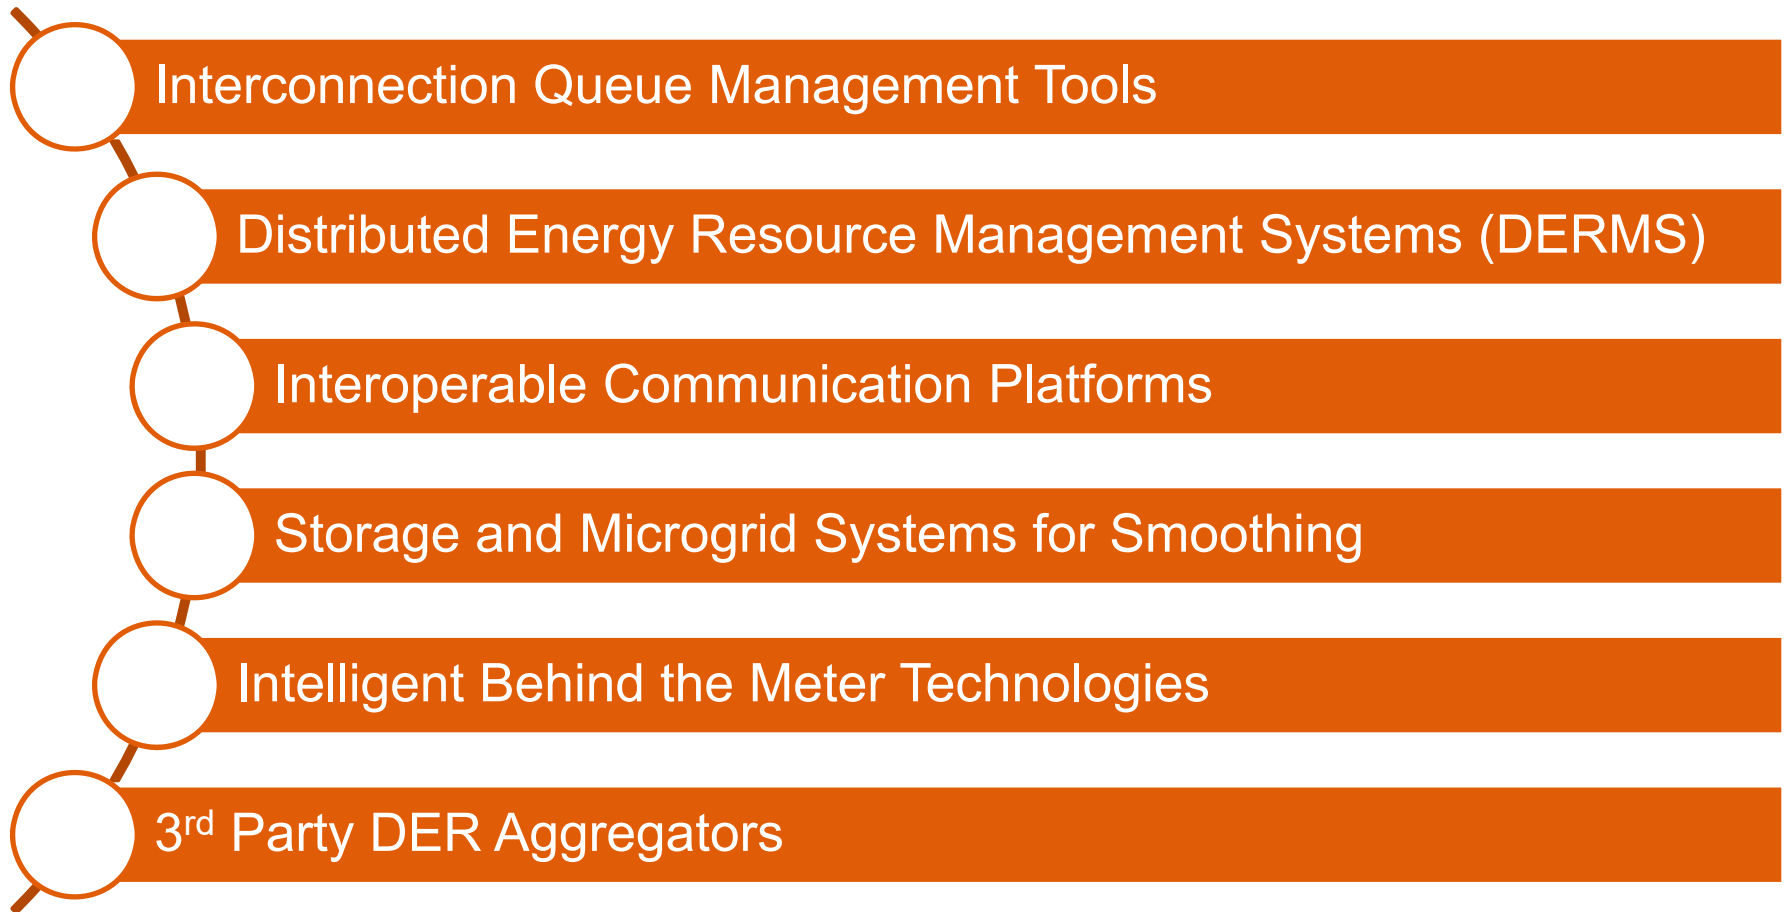 Interconnection Queue Management Tools
Distributed Energy Resource Management Systems (DERMS)
Interoperable Communication Platforms
Storage and Microgrid Systems for Smoothing
Intelligent Behind the Meter Technologies
3rd Party DER Aggregators